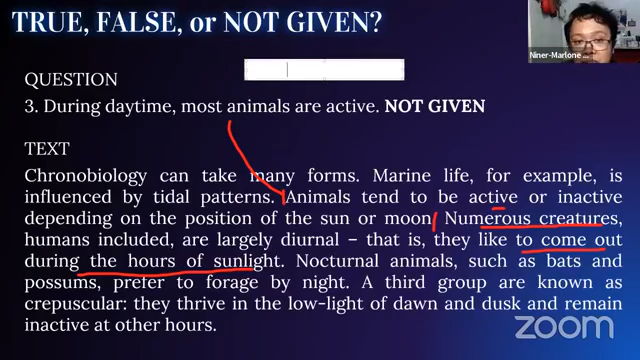 TRUE, FALSE, or NOT GIVEN?
Niner-Marlone
QUESTION
3. During daytime, most animals are active. NOT GIVEN
TEXT
Chronobiology can take many forms. Marine life, for example, is
influenced by tidal patterns. Animals tend to be active or inactive
depending on the position of the sun or moon. Numerous creatures,
humans included, are largely diurnal – that is, they like to come out
during the hours of sunlight. Nocturnal animals, such as bats and
possums, prefer to forage by night. A third group are known as
crepuscular: they thrive in the low-light of dawn and dusk and remain
inactive at other hours.
zoom